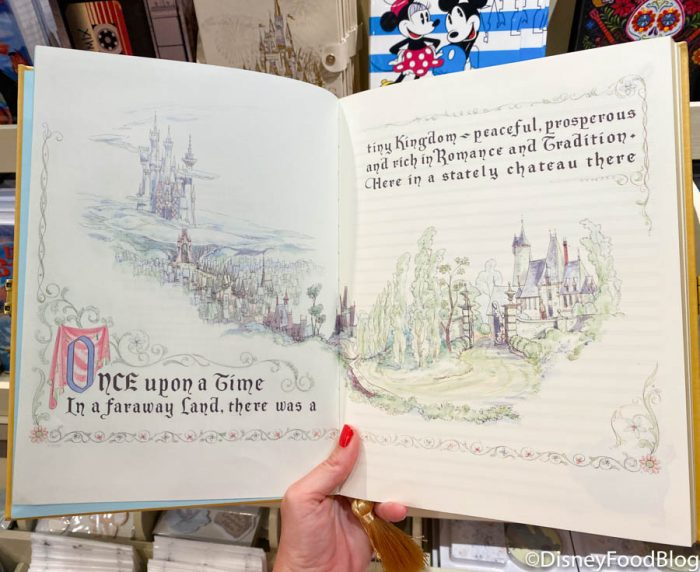 Once upon a Time
In a faraway Land, there was a
tiny Kingdom ~ peaceful, prosperous
and rich in Romance and Tradition.
Here in a stately chateau there
©DisneyFoodBlog